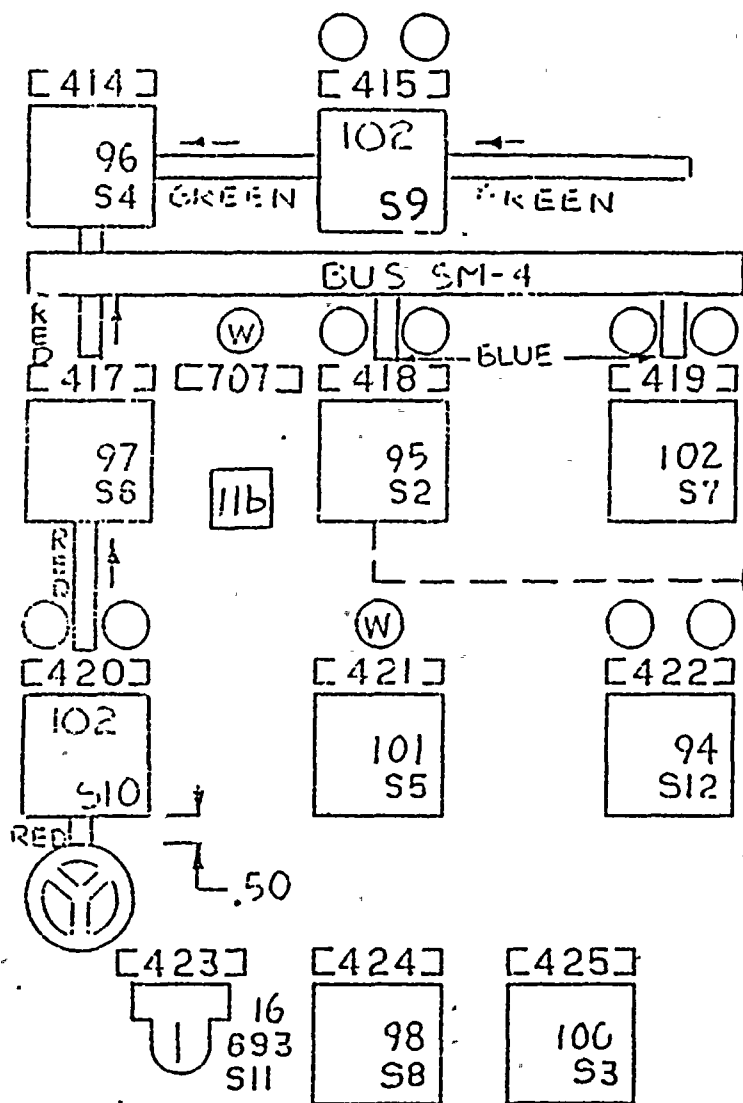 414
415
96
S4
GREEN
102
S9
GREEN
BUS SM-4
RED
W
BLUE
417
707
418
419
97
S6
11b
95
S2
102
S7
RED
W
420
421
422
102
S10
101
S5
94
S12
RED
.50
423
424
425
16
693
S11
98
S8
100
S3